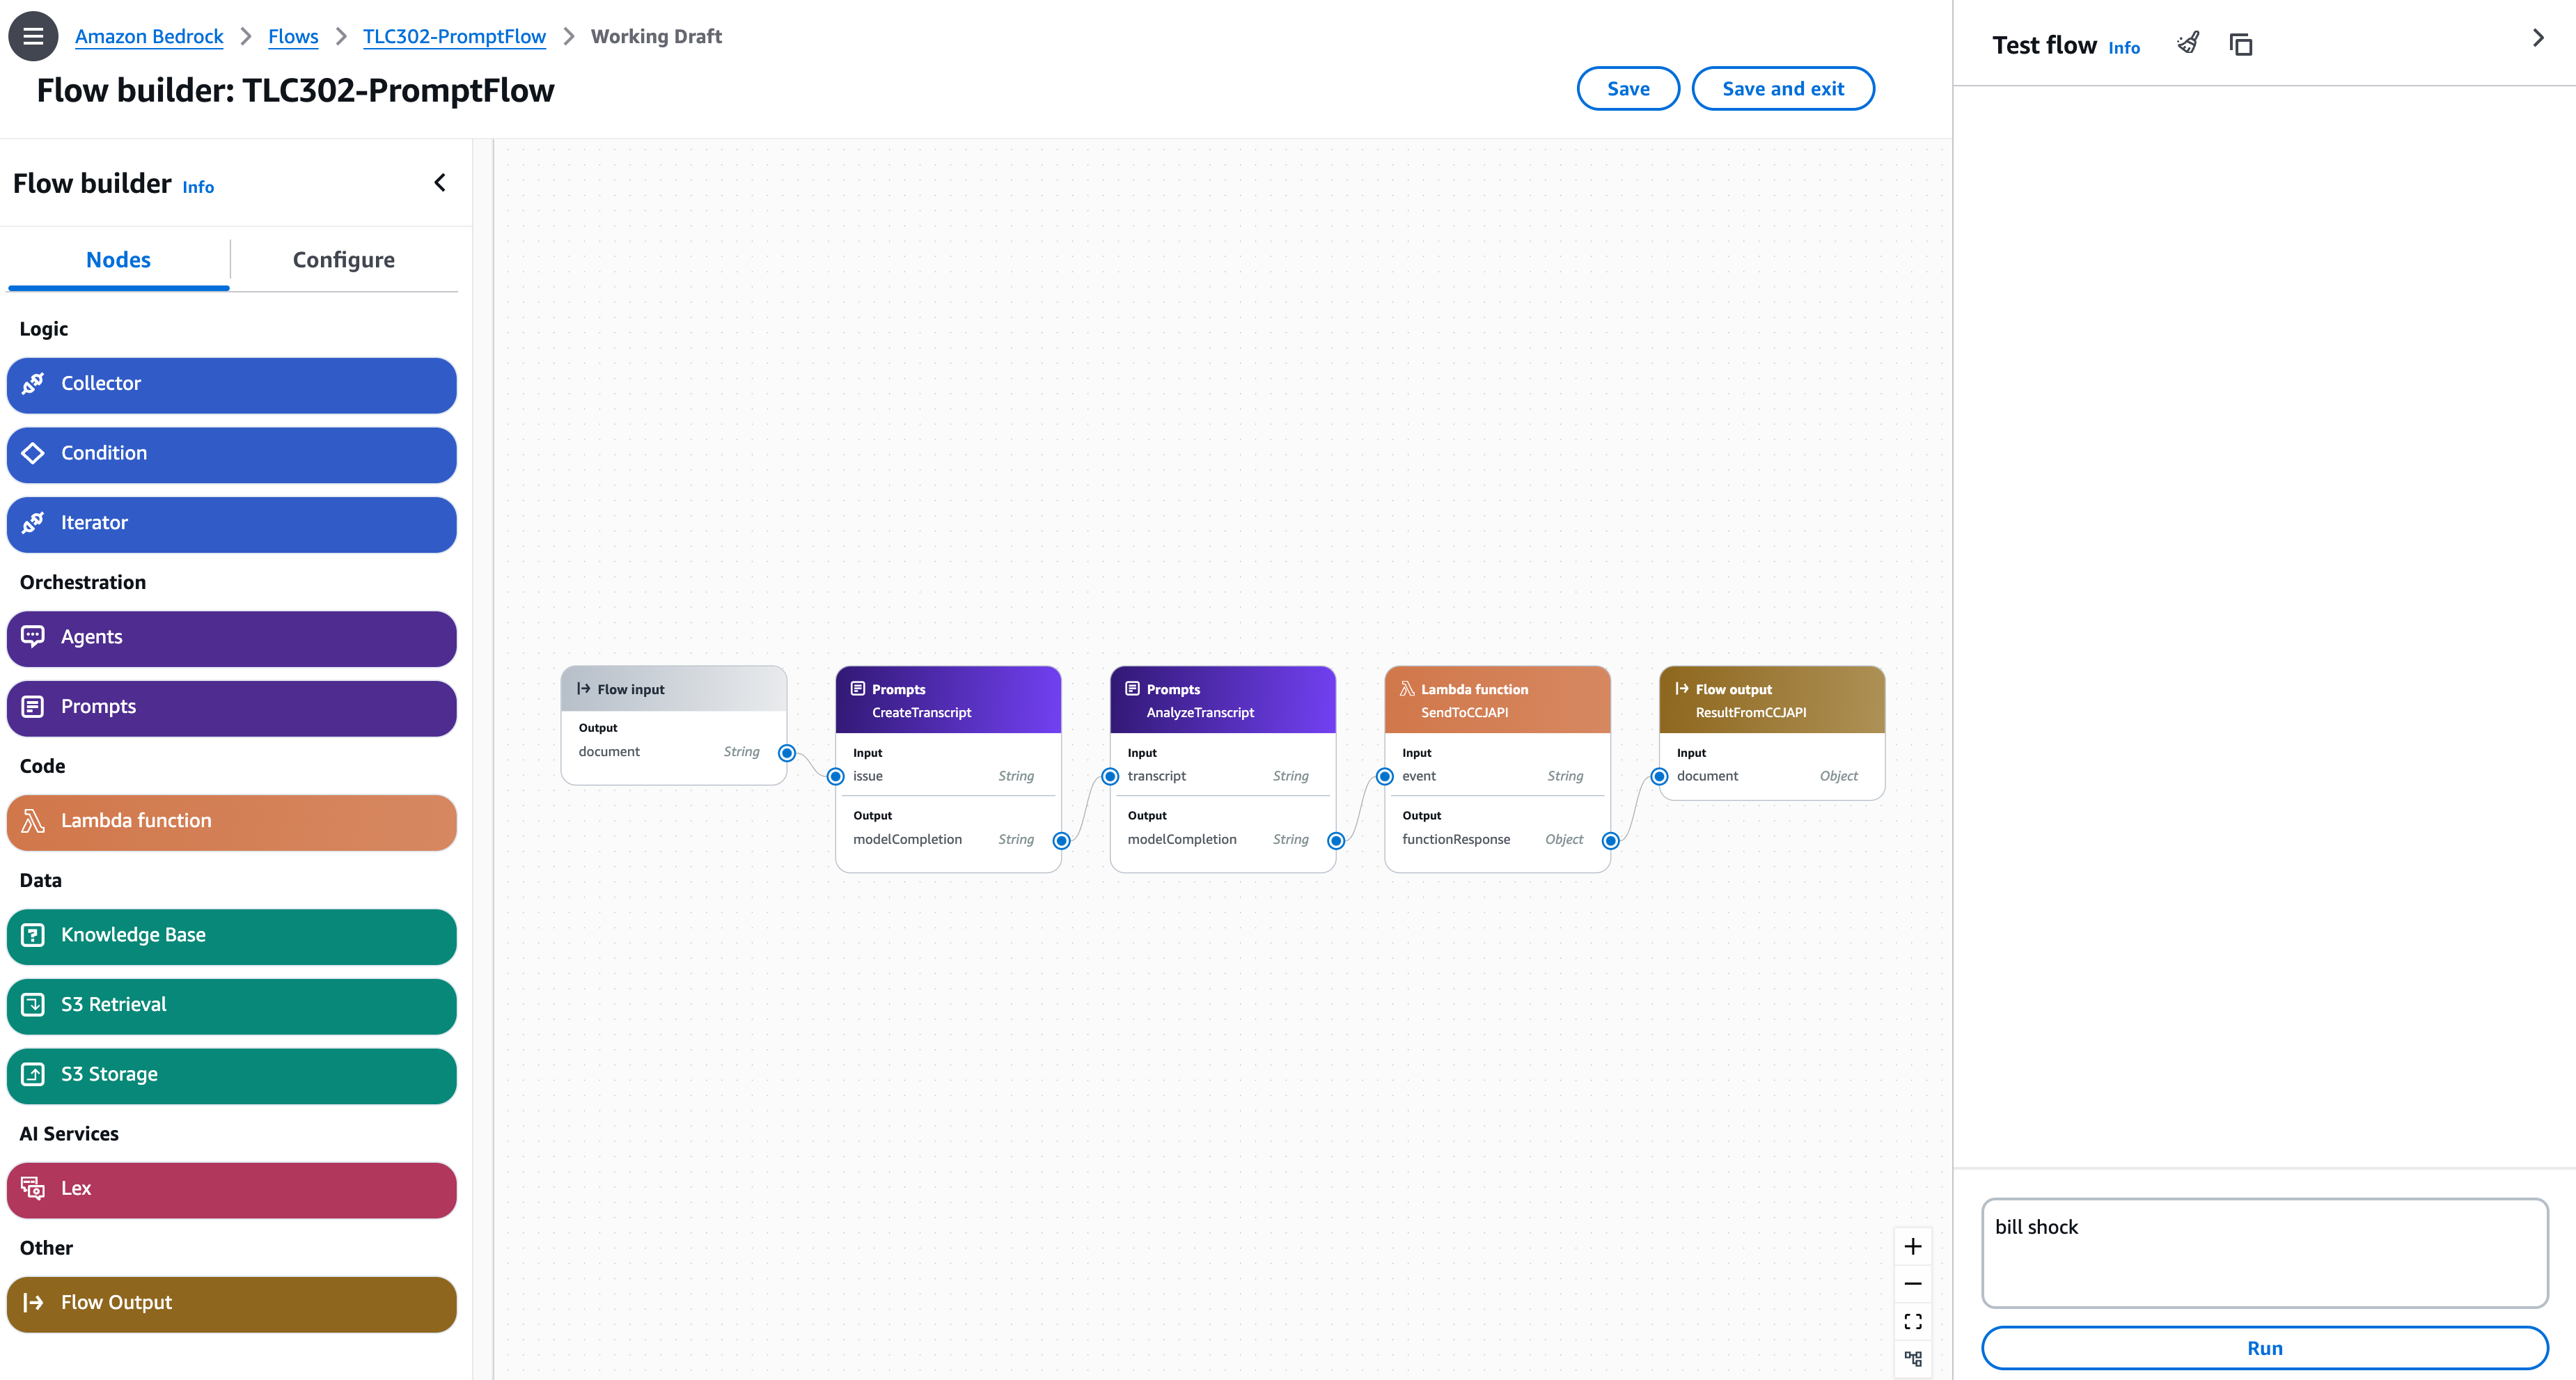 Amazon Bedrock > Flows > TLC302-PromptFlow > Working Draft
Flow builder: TLC302-PromptFlow
Save
Save and exit
Flow builder Info
Nodes
Configure
Logic
Collector
Condition
Iterator
Orchestration
Agents
Prompts
Code
Lambda function
Data
Knowledge Base
S3 Retrieval
S3 Storage
AI Services
Lex
Other
Flow Output
Flow input
Output
document String
Prompts
CreateTranscript
Input
issue String
Output
modelCompletion String
Prompts
AnalyzeTranscript
Input
transcript String
Output
modelCompletion String
Lambda function
SendToCCJAPI
Input
event String
Output
functionResponse Object
Flow output
ResultFromCCJAPI
Input
document Object
Test flow Info
bill shock
Run